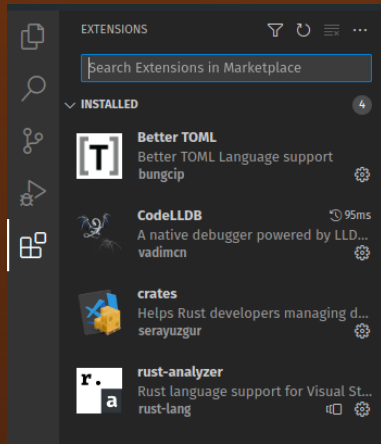 EXTENSIONS
Search Extensions in Marketplace
INSTALLED 4
[T] Better TOML
Better TOML Language support
bungcip
CodeLLDB 95ms
A native debugger powered by LLD...
vadimcn
crates
Helps Rust developers managing d...
serayuzgur
r.
a
rust-analyzer
Rust language support for Visual St...
rust-lang